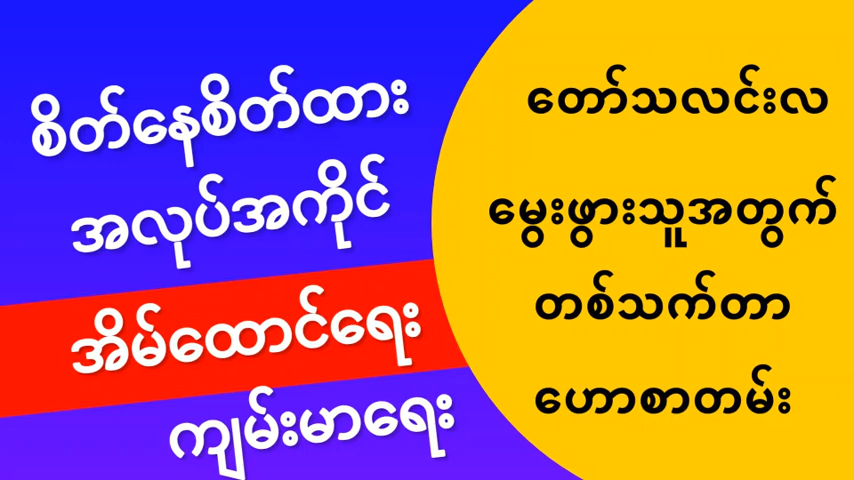 စိတ်နေစိတ်ထား
အလုပ်အကိုင်
အိမ်ထောင်ရေး
ကျမ်းမာရေး
တော်သလင်းလ
မွေးဖွားသူအတွက်
တစ်သက်တာ
ဟောစာတမ်း